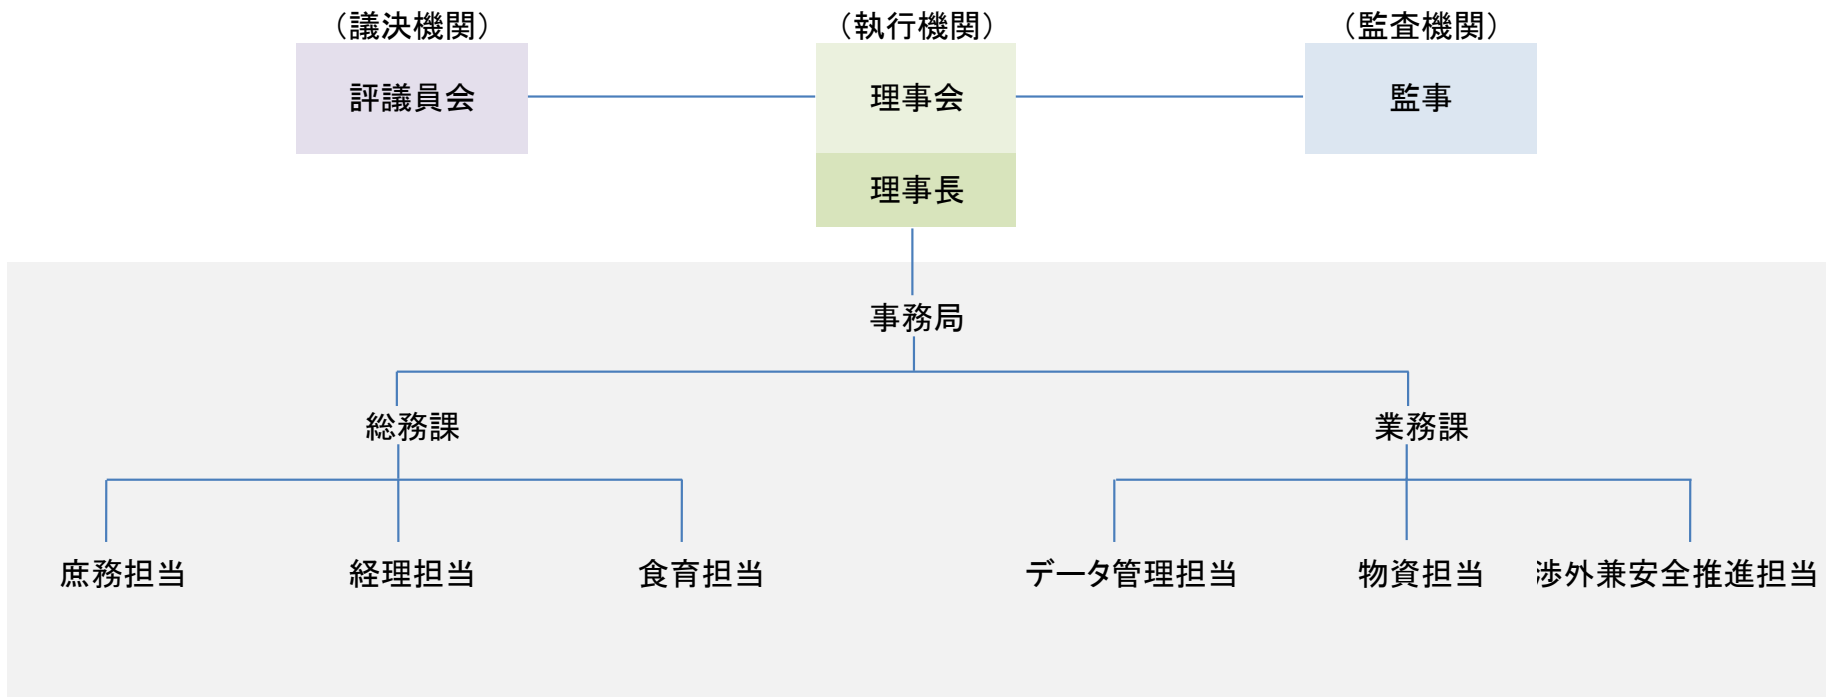 （議決機関）
（執行機関）
（監査機関）
評議員会
理事会
監事
理事長
事務局
総務課
業務課
庶務担当
経理担当
食育担当
データ管理担当
物資担当
渉外兼安全推進担当